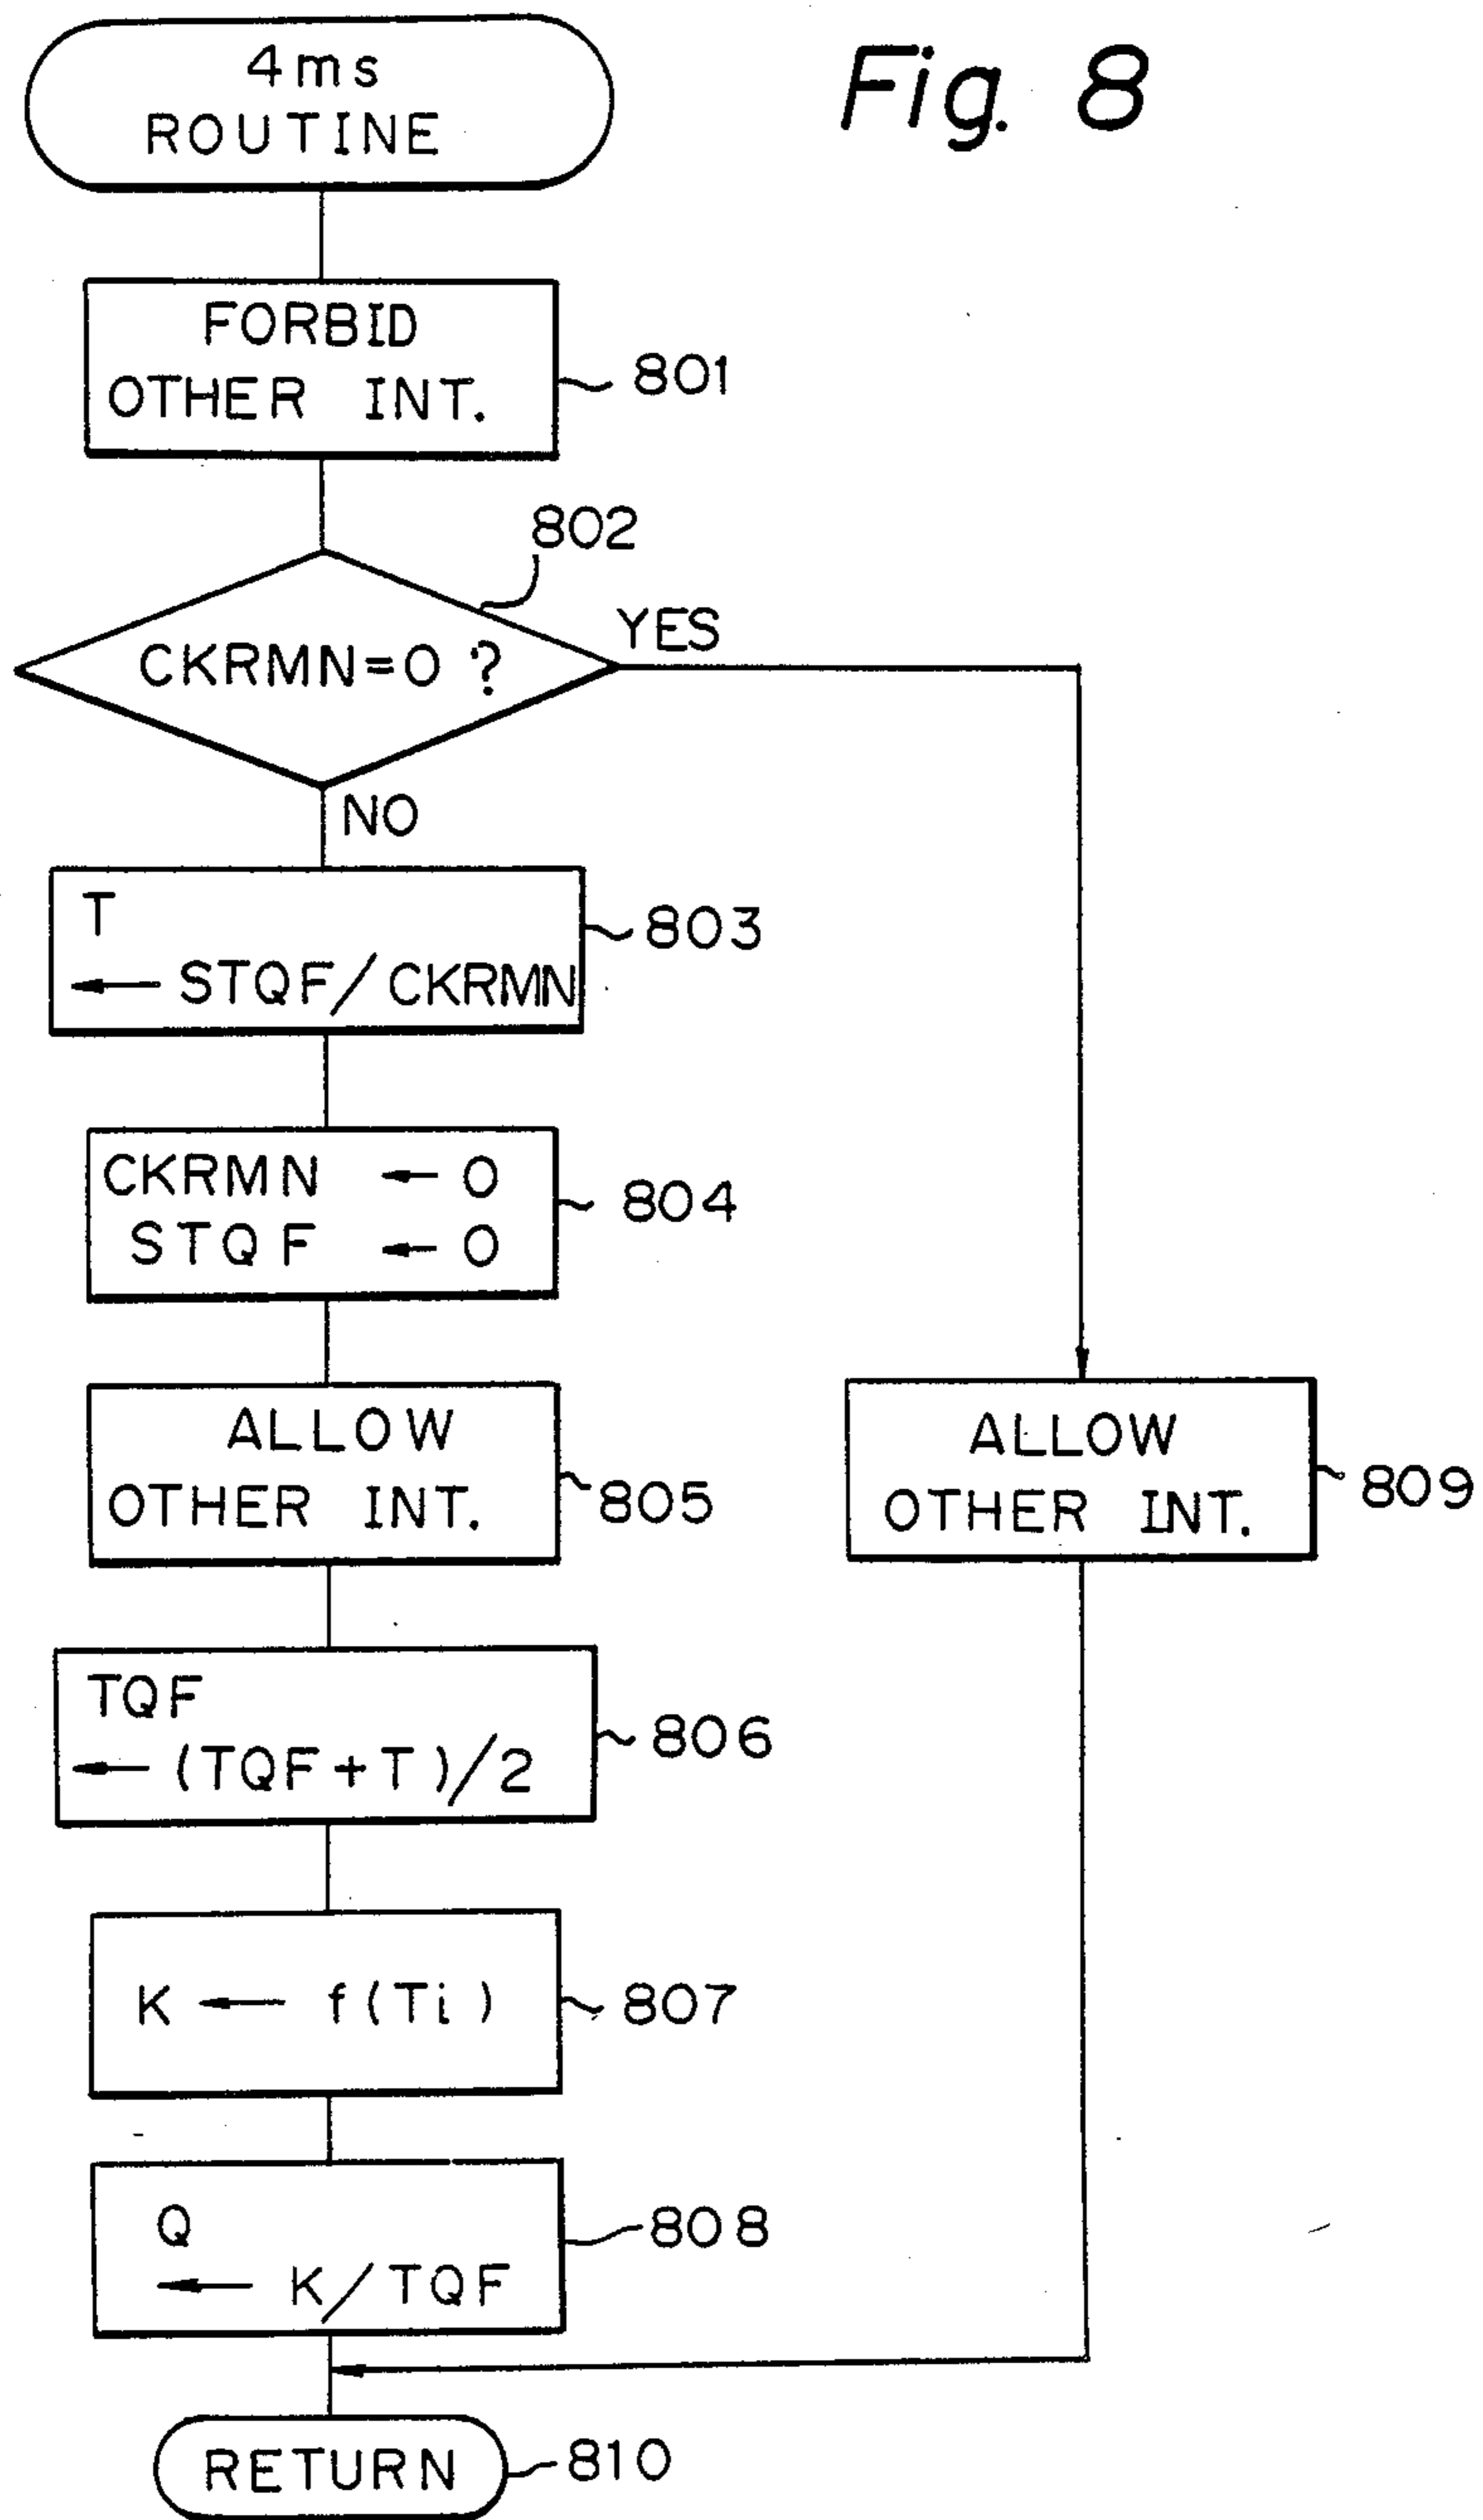 Fig. 8
4ms
ROUTINE
FORBID
OTHER INT.
801
802
CKRMN=0 ?
YES
NO
T
← STQF/CKRMN
803
CKRMN ← 0
STQF ← 0
804
ALLOW
OTHER INT.
805
ALLOW
OTHER INT.
809
TQF
← (TQF+T)/2
806
K ← f(Ti)
807
Q
← K/TQF
808
RETURN
810